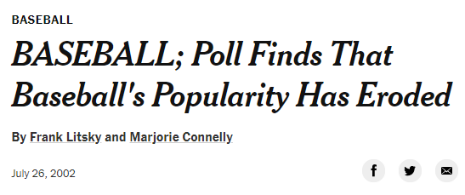 BASEBALL
BASEBALL; Poll Finds That
Baseball's Popularity Has Eroded
By Frank Litsky and Marjorie Connelly
July 26, 2002